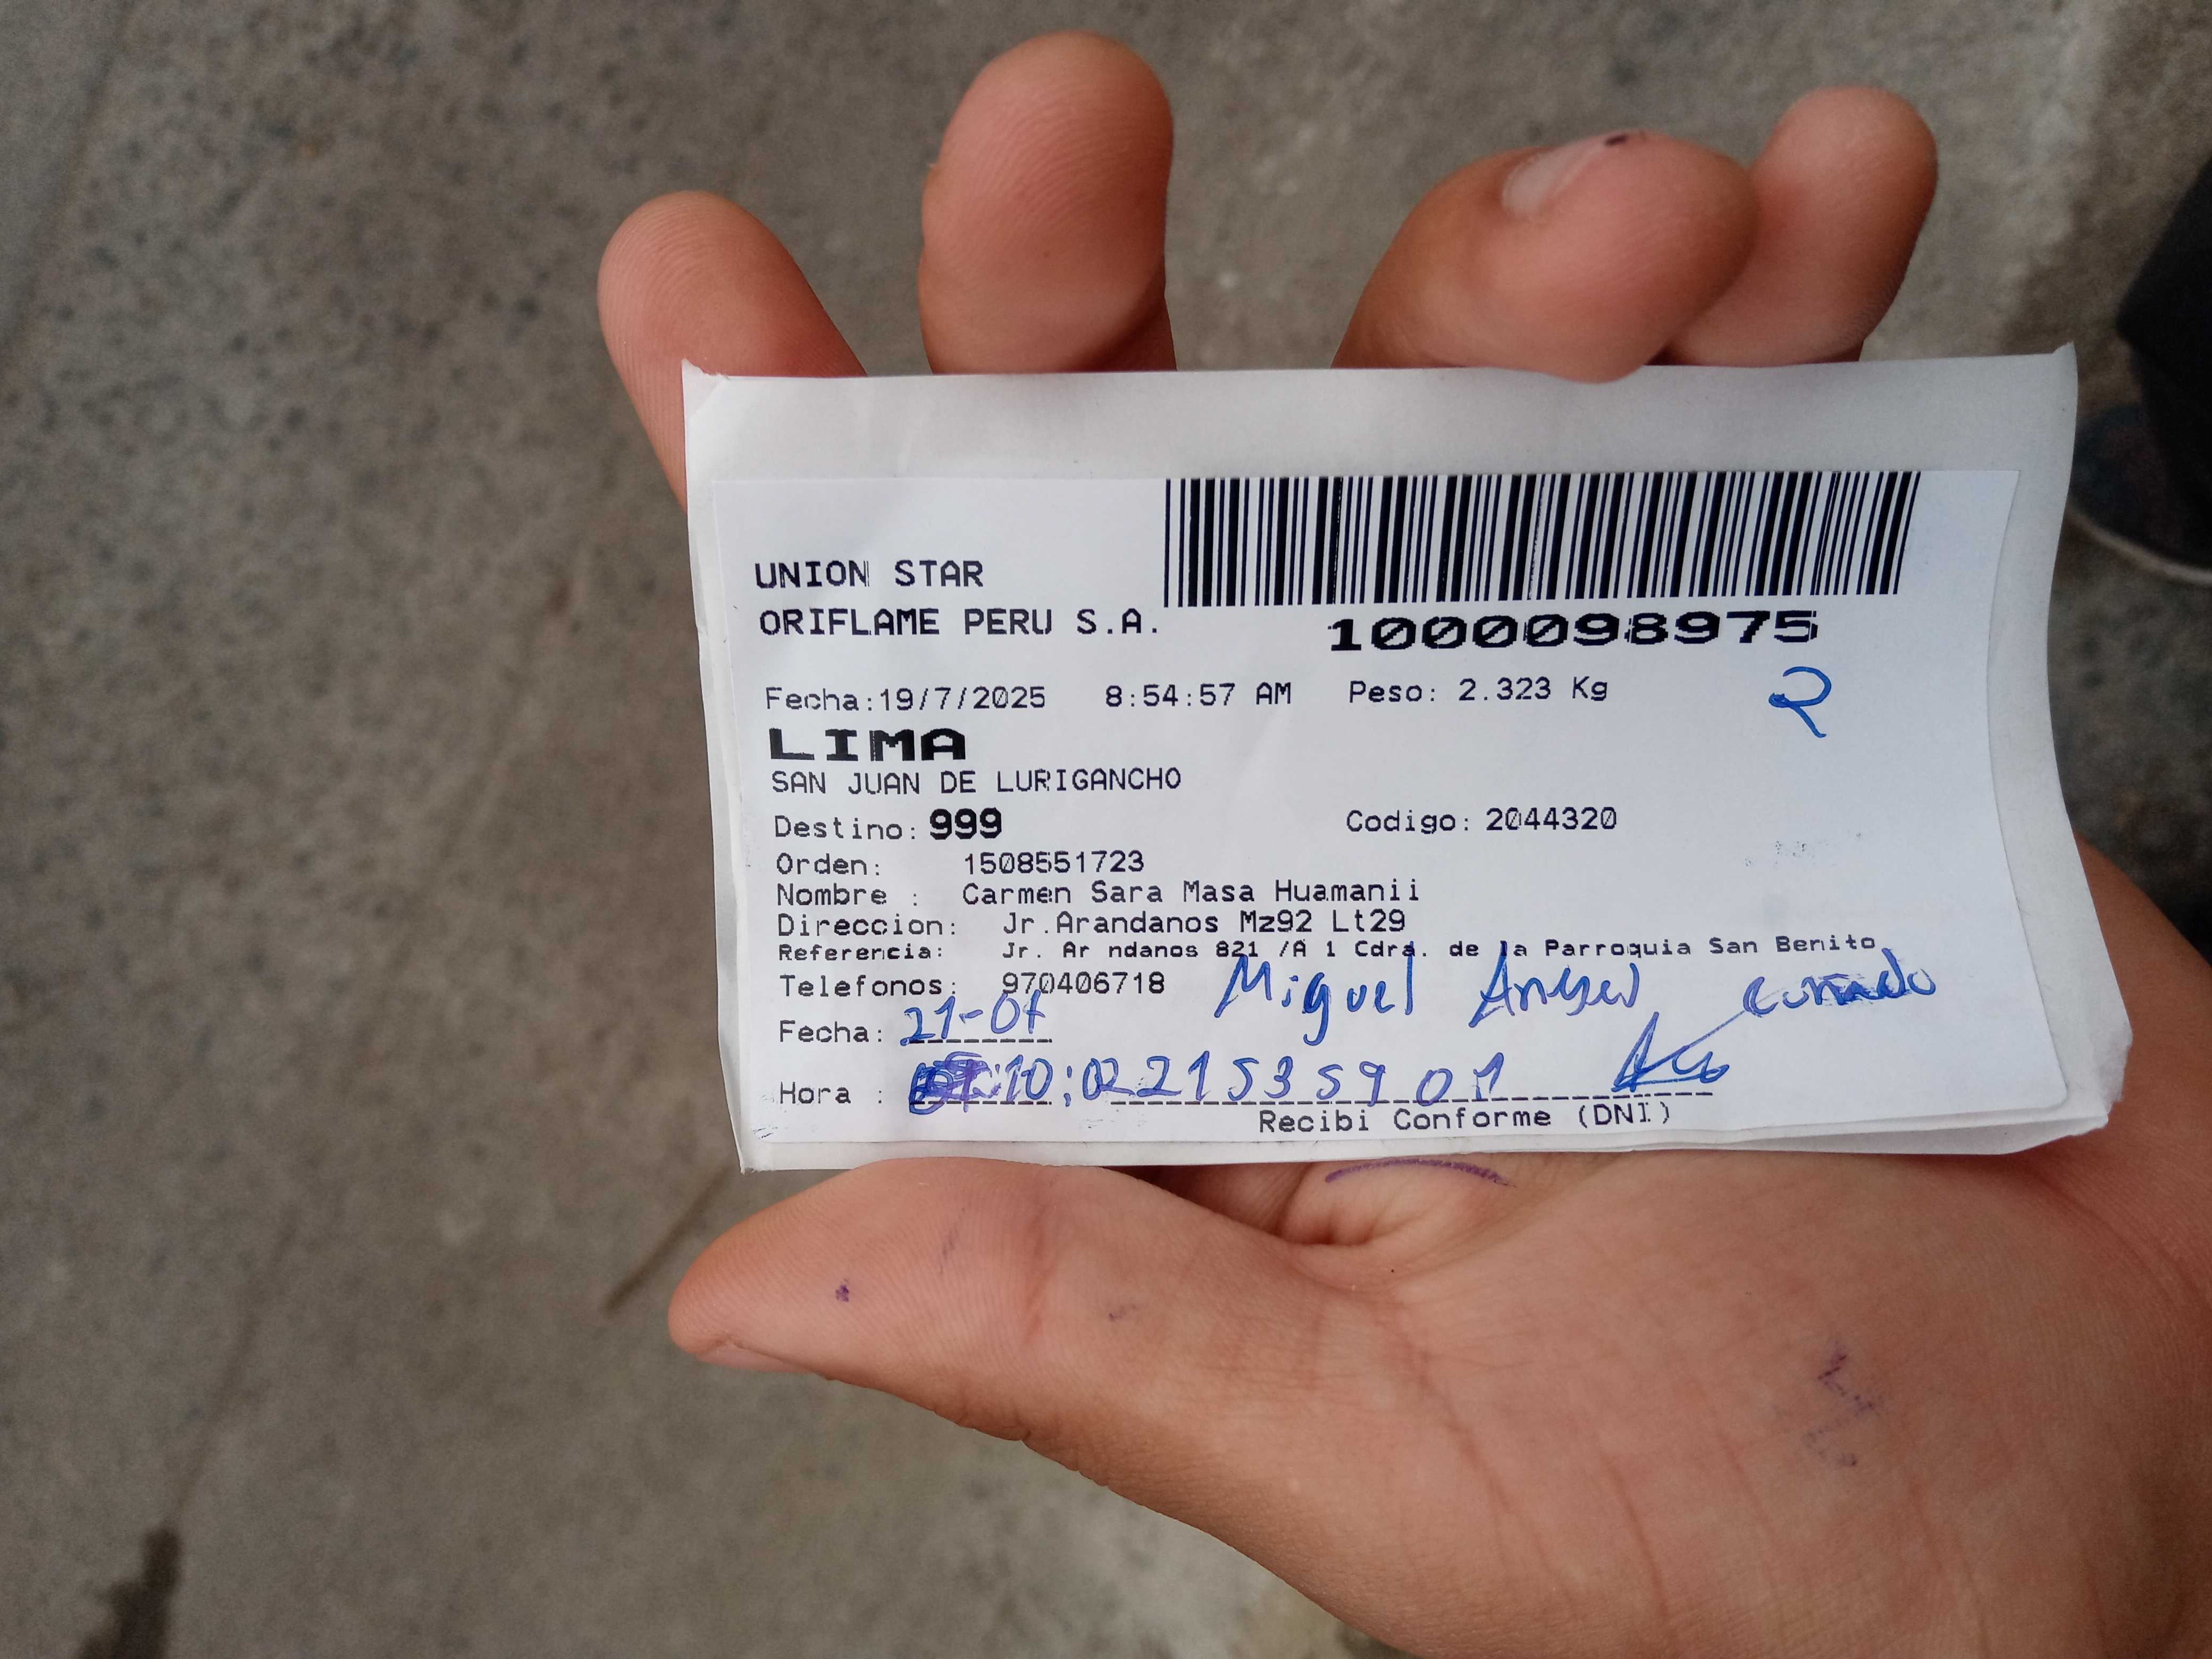 UNION STAR
ORIFLAME PERU S.A.
1000098975
Fecha:19/7/2025 8:54:57 AM Peso: 2.323 Kg 2
LIMA
SAN JUAN DE LURIGANCHO
Destino: 999 Codigo: 2044320
Orden: 1508551723
Nombre : Carmen Sara Masa Huamanii
Direccion: Jr.Arandanos Mz92 Lt29
Referencia: Jr. Ar ndanos 821 /A 1 Cdra. de la Parroquia San Benito
Telefonos: 970406718 Miguel Angel cuñado
Fecha: 21-07
Hora : 10:02 21535901
Recibi Conforme (DNI)